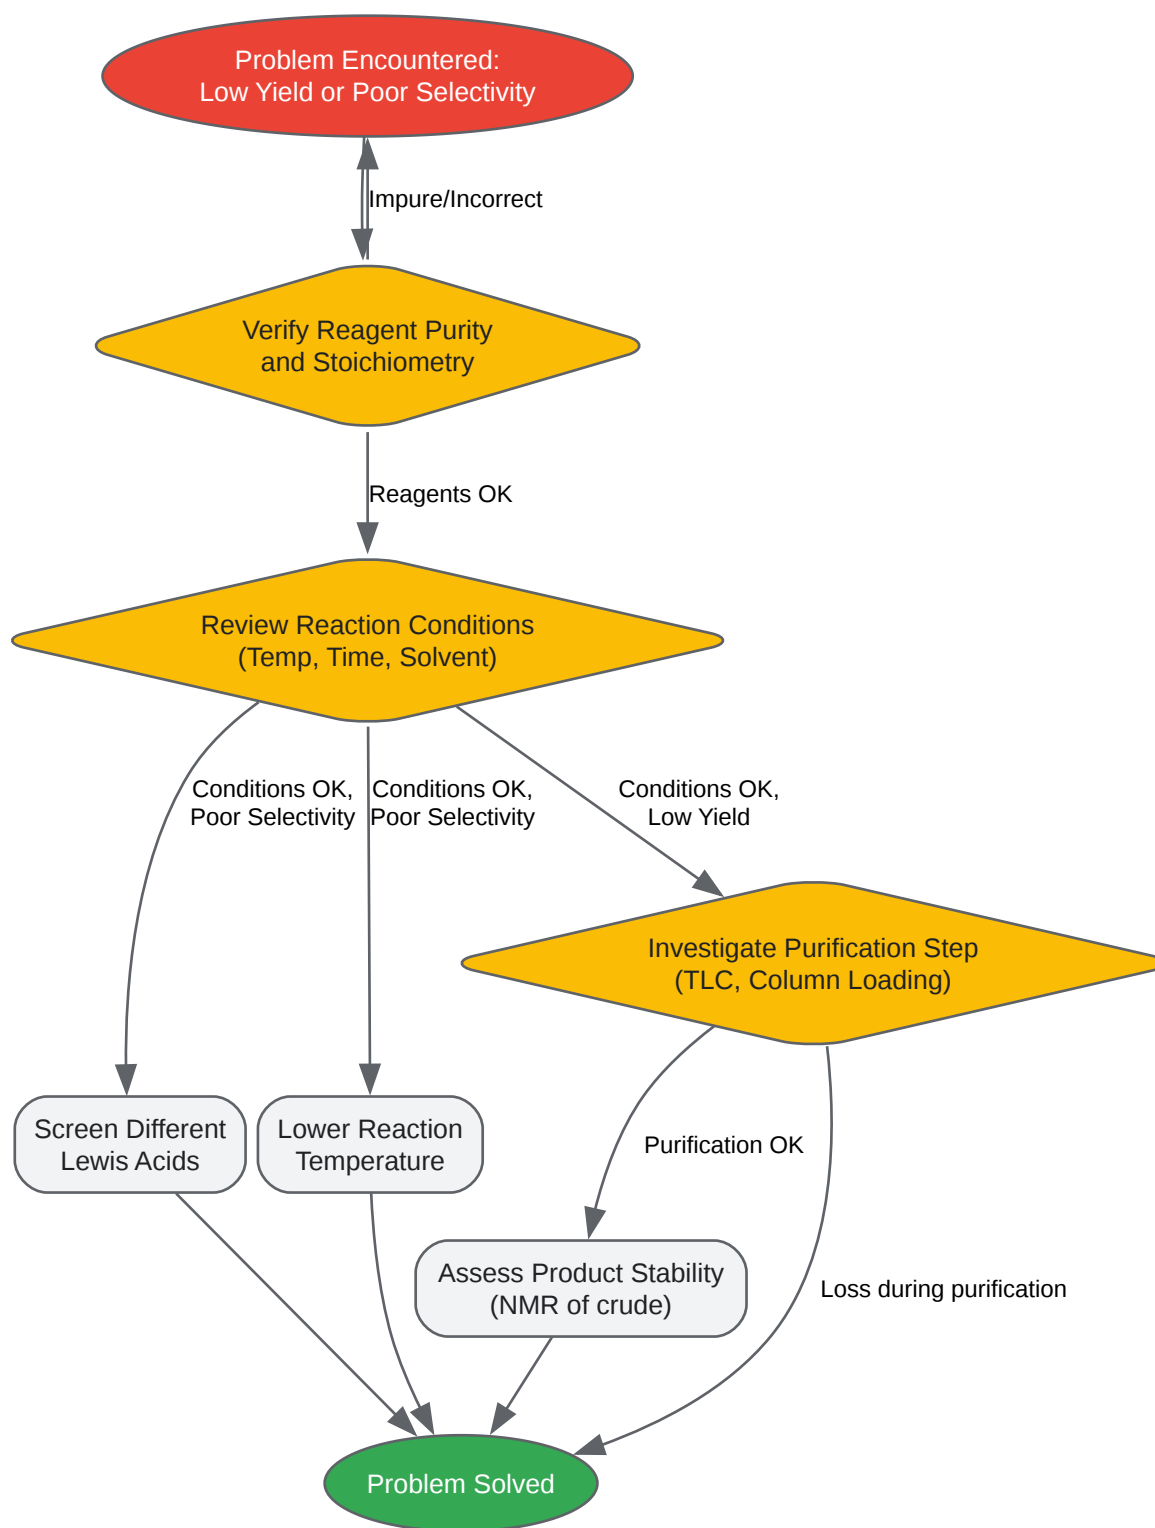 Problem Encountered:
Low Yield or Poor Selectivity
Impure/Incorrect
Verify Reagent Purity
and Stoichiometry
Reagents OK
Review Reaction Conditions
(Temp, Time, Solvent)
Conditions OK,
Poor Selectivity
Conditions OK,
Poor Selectivity
Conditions OK,
Low Yield
Investigate Purification Step
(TLC, Column Loading)
Screen Different
Lewis Acids
Lower Reaction
Temperature
Purification OK
Assess Product Stability
(NMR of crude)
Loss during purification
Problem Solved